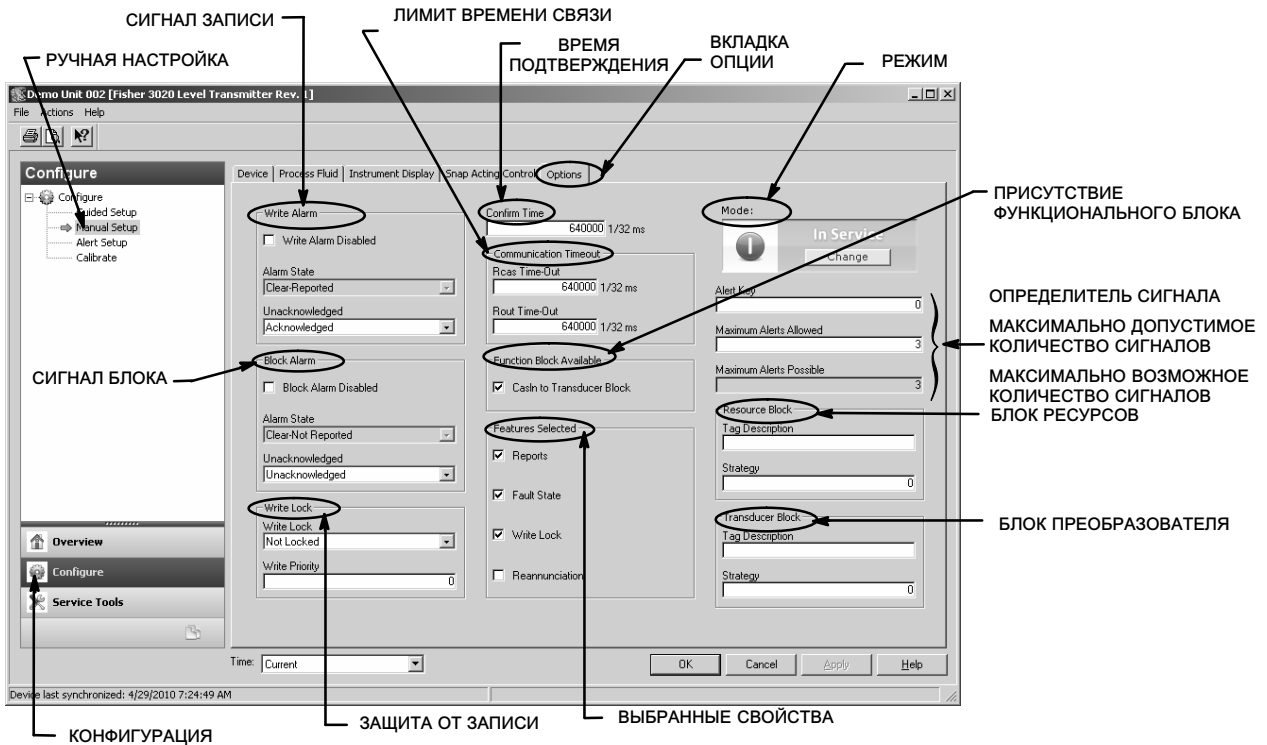 СИГНАЛ ЗАПИСИ
ЛИМИТ ВРЕМЕНИ СВЯЗИ
РУЧНАЯ НАСТРОЙКА
ВРЕМЯ
ПОДТВЕРЖДЕНИЯ
ВКЛАДКА
ОПЦИИ
РЕЖИМ
Demo Unit 002 [Fisher 3020 Level Transmitter Rev. 1]
File Actions Help
Configure
Configure
Guided Setup
Manual Setup
Alert Setup
Calibrate
Overview
Configure
Service Tools
Device Process Fluid Instrument Display Snap Acting Control Options
Write Alarm
Write Alarm Disabled
Alarm State
Clear-Reported
Unacknowledged
Acknowledged
Block Alarm
Block Alarm Disabled
Alarm State
Clear-Not Reported
Unacknowledged
Unacknowledged
Write Lock
Write Lock
Not Locked
Write Priority
0
Confirm Time
640000 1/32 ms
Communication Timeout
Rcas Time-Out
640000 1/32 ms
Rout Time-Out
640000 1/32 ms
Function Block Available
CasIn to Transducer Block
Features Selected
Reports
Fault State
Write Lock
Reannunciation
Mode:
In Service
Change
Alert Key
0
Maximum Alerts Allowed
3
Maximum Alerts Possible
3
Resource Block
Tag Description
Strategy
0
Transducer Block
Tag Description
Strategy
0
Time: Current
OK Cancel Apply Help
Device last synchronized: 4/29/2010 7:24:49 AM
ПРИСУТСТВИЕ
ФУНКЦИОНАЛЬНОГО БЛОКА
ОПРЕДЕЛИТЕЛЬ СИГНАЛА
МАКСИМАЛЬНО ДОПУСТИМОЕ
КОЛИЧЕСТВО СИГНАЛОВ
МАКСИМАЛЬНО ВОЗМОЖНОЕ
КОЛИЧЕСТВО СИГНАЛОВ
БЛОК РЕСУРСОВ
БЛОК ПРЕОБРАЗОВАТЕЛЯ
СИГНАЛ БЛОКА
ЗАЩИТА ОТ ЗАПИСИ
ВЫБРАННЫЕ СВОЙСТВА
КОНФИГУРАЦИЯ